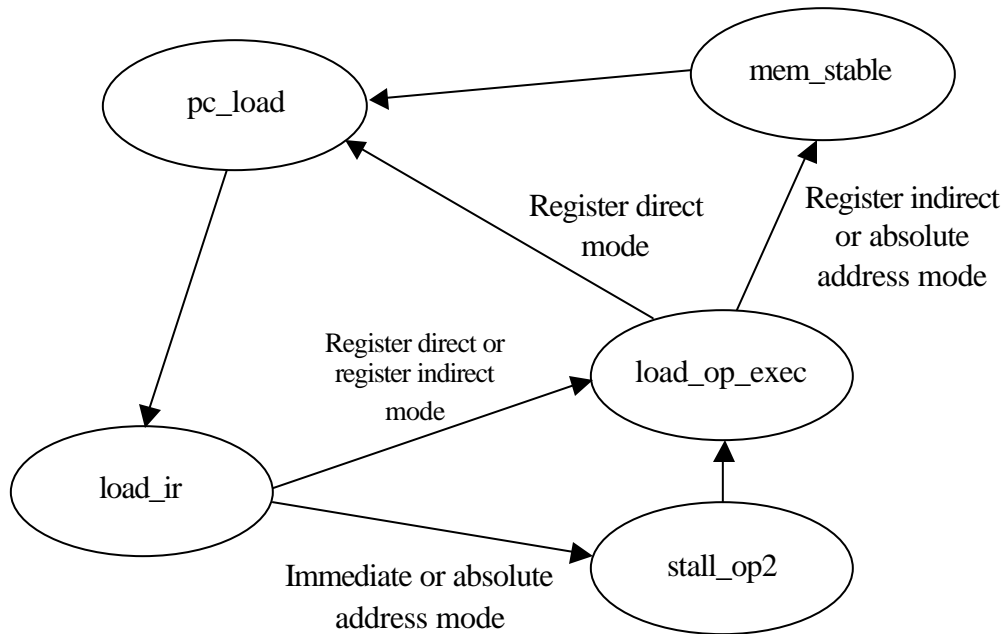 mem_stable
pc_load
Register direct
mode
Register indirect
or absolute
address mode
Register direct or
register indirect
mode
load_op_exec
load_ir
stall_op2
Immediate or absolute
address mode